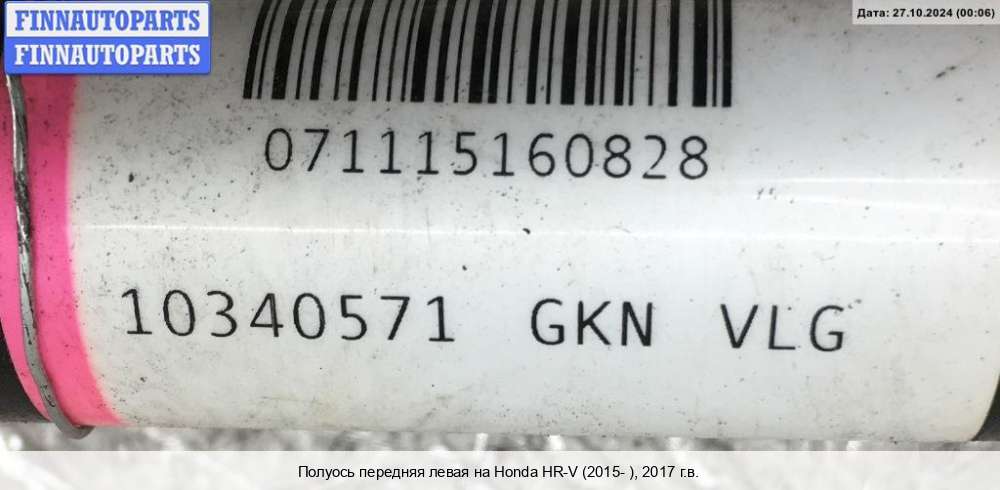 FINNAUTOPARTS
FINNAUTOPARTS
Дата: 27.10.2024 (00:06)
071115160828
10340571 GKN VLG
Полуось передняя левая на Honda HR-V (2015- ), 2017 г.в.